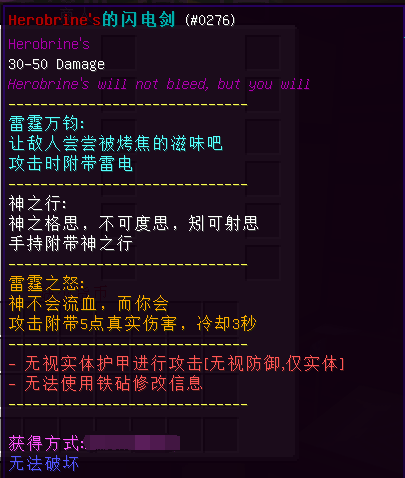 Herobrine's的闪电剑 (#0276)
Herobrine's
30-50 Damage
Herobrine's will not bleed, but you will
------------------------------
雷霆万钧:
让敌人尝尝被烤焦的滋味吧
攻击时附带雷电
------------------------------
神之行:
神之格思，不可度思，矧可射思
手持附带神之行
------------------------------
雷霆之怒:
神不会流血，而你会
攻击附带5点真实伤害，冷却3秒
------------------------------
- 无视实体护甲进行攻击[无视防御,仅实体]
- 无法使用铁砧修改信息
------------------------------
获得方式:
无法破坏